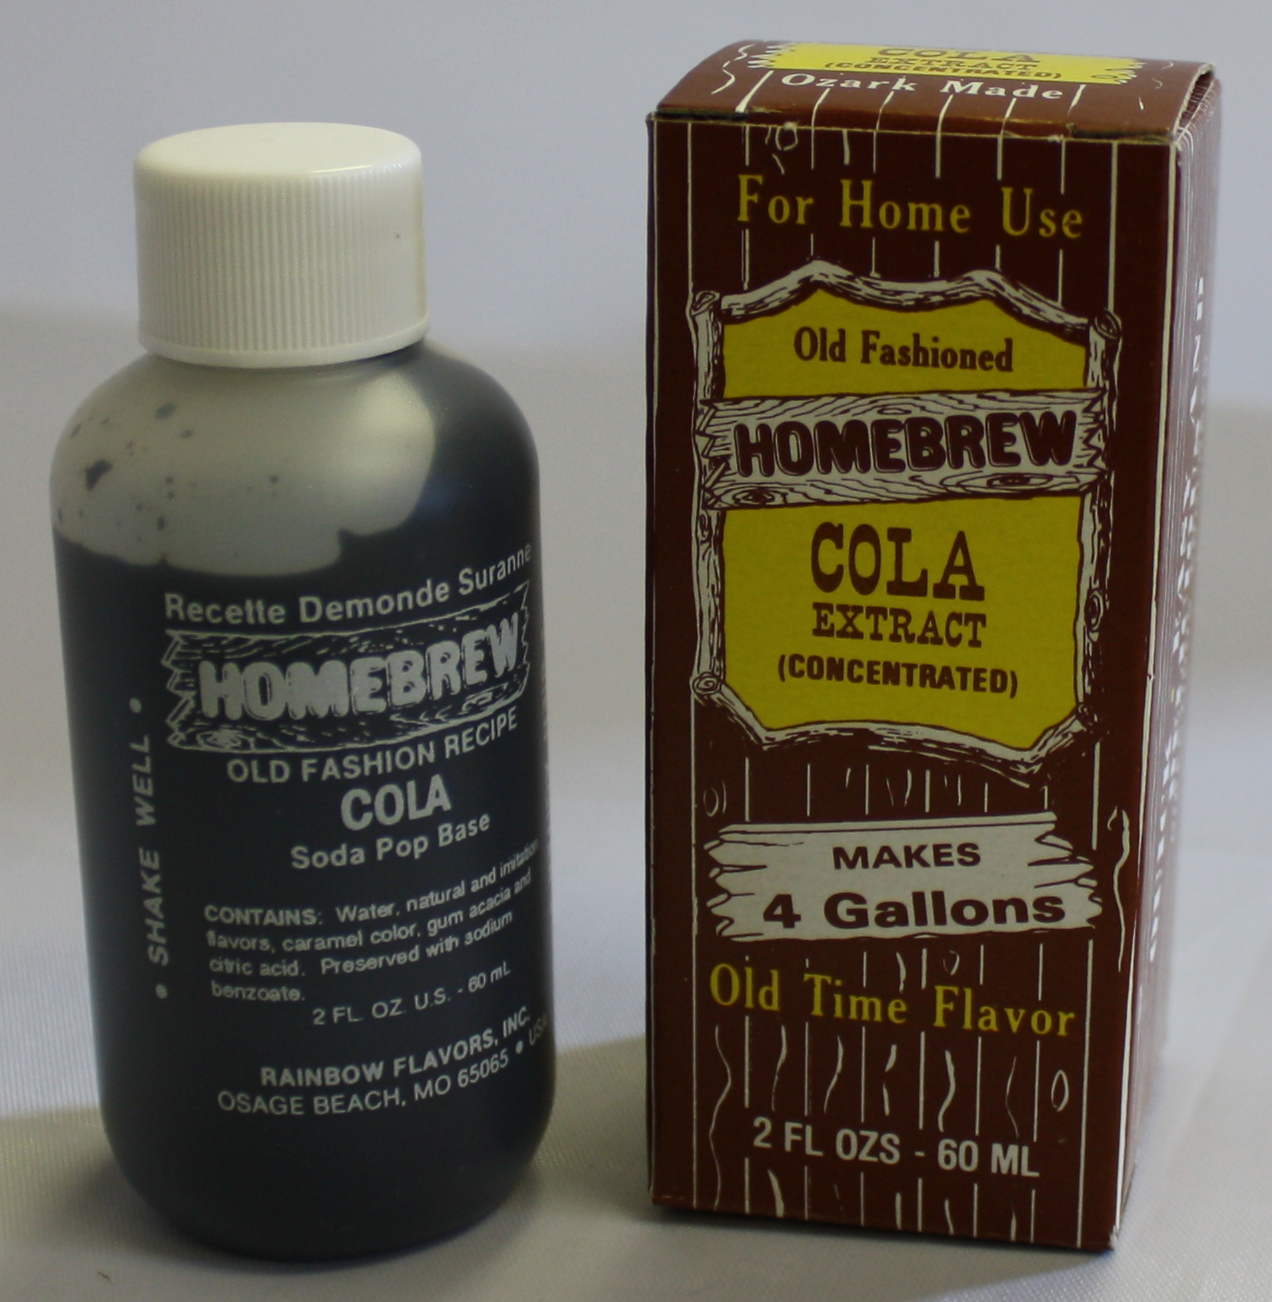 Recette Demonde Suranne
HOMEBREW
OLD FASHION RECIPE
COLA
Soda Pop Base
CONTAINS: Water, natural and imitation
flavors, caramel color, gum acacia and
citric acid. Preserved with sodium
benzoate.
2 FL. OZ. U.S. - 60 mL
RAINBOW FLAVORS, INC.
OSAGE BEACH, MO 65065 • USA
• SHAKE WELL •
COLA
EXTRACT
(CONCENTRATED)
Ozark Made
For Home Use
Old Fashioned
HOMEBREW
COLA
EXTRACT
(CONCENTRATED)
MAKES
4 Gallons
Old Time Flavor
2 FL OZS - 60 ML